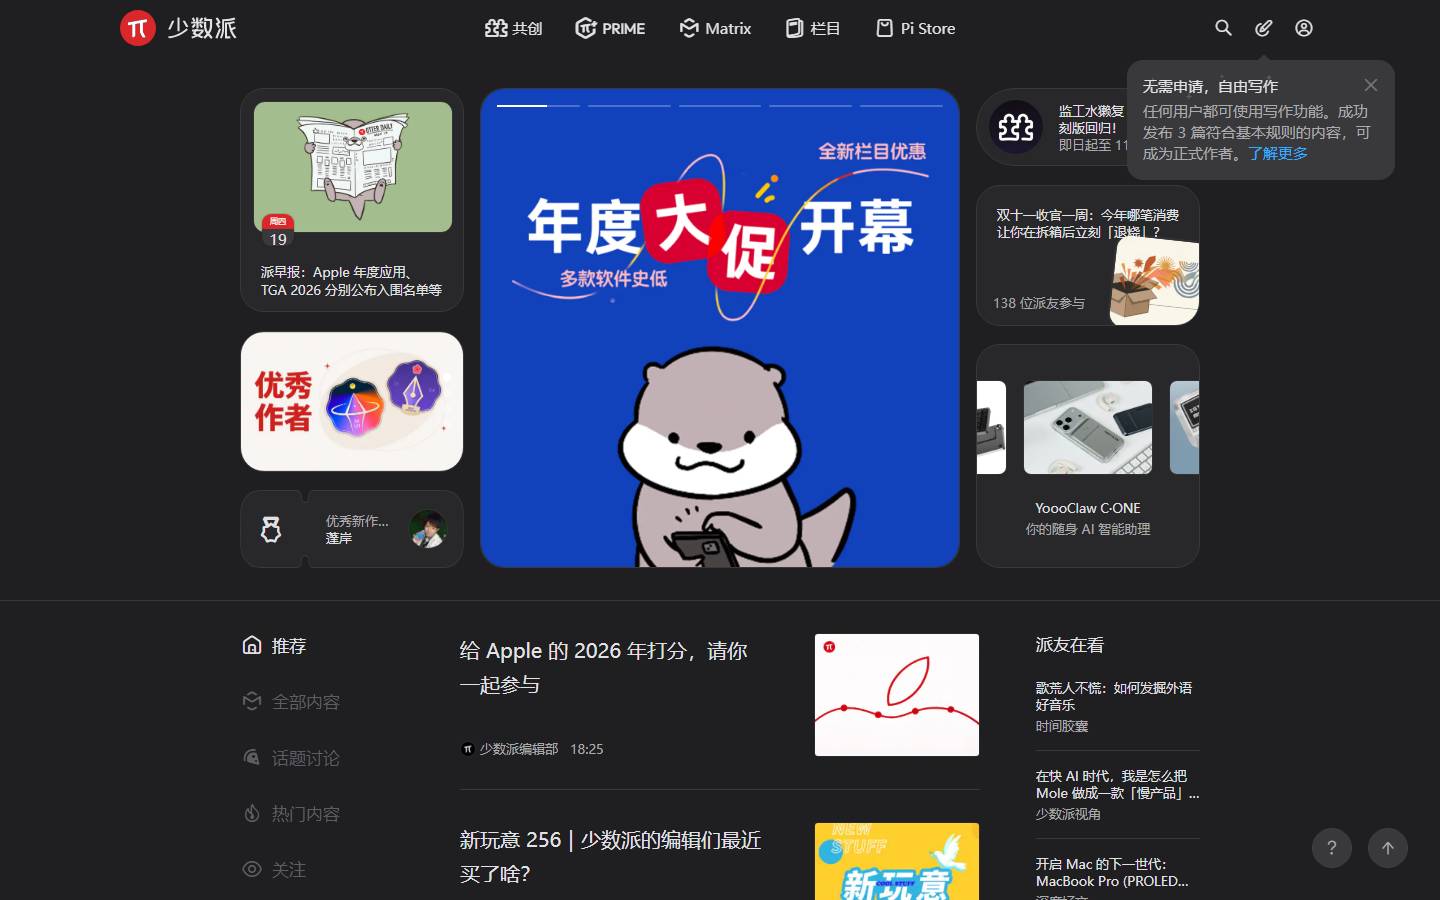 少数派
共创
PRIME
Matrix
栏目
Pi Store
无需申请，自由写作
任何用户都可使用写作功能。成功
发布 3 篇符合基本规则的内容，可
成为正式作者。了解更多
OTTER DAILY
周四
19
派早报：Apple 年度应用、
TGA 2026 分别公布入围名单等
优秀
作者
优秀新作...
蓬岸
全新栏目优惠
年度大促开幕
多款软件史低
监工水獭复
刻版回归！
即日起至 11
双十一收官一周：今年哪笔消费
让你在拆箱后立刻「退烧」？
138 位派友参与
YoooClaw C·ONE
你的随身 AI 智能助理
推荐
全部内容
话题讨论
热门内容
关注
给 Apple 的 2026 年打分，请你
一起参与
少数派编辑部 18:25
新玩意 256｜少数派的编辑们最近
买了啥？
NEW
STUFF
新玩意
COOL STUFF
派友在看
歌荒人不慌：如何发掘外语
好音乐
时间胶囊
在快 AI 时代，我是怎么把
Mole 做成一款「慢产品」...
少数派视角
开启 Mac 的下一世代：
MacBook Pro (PROLED...